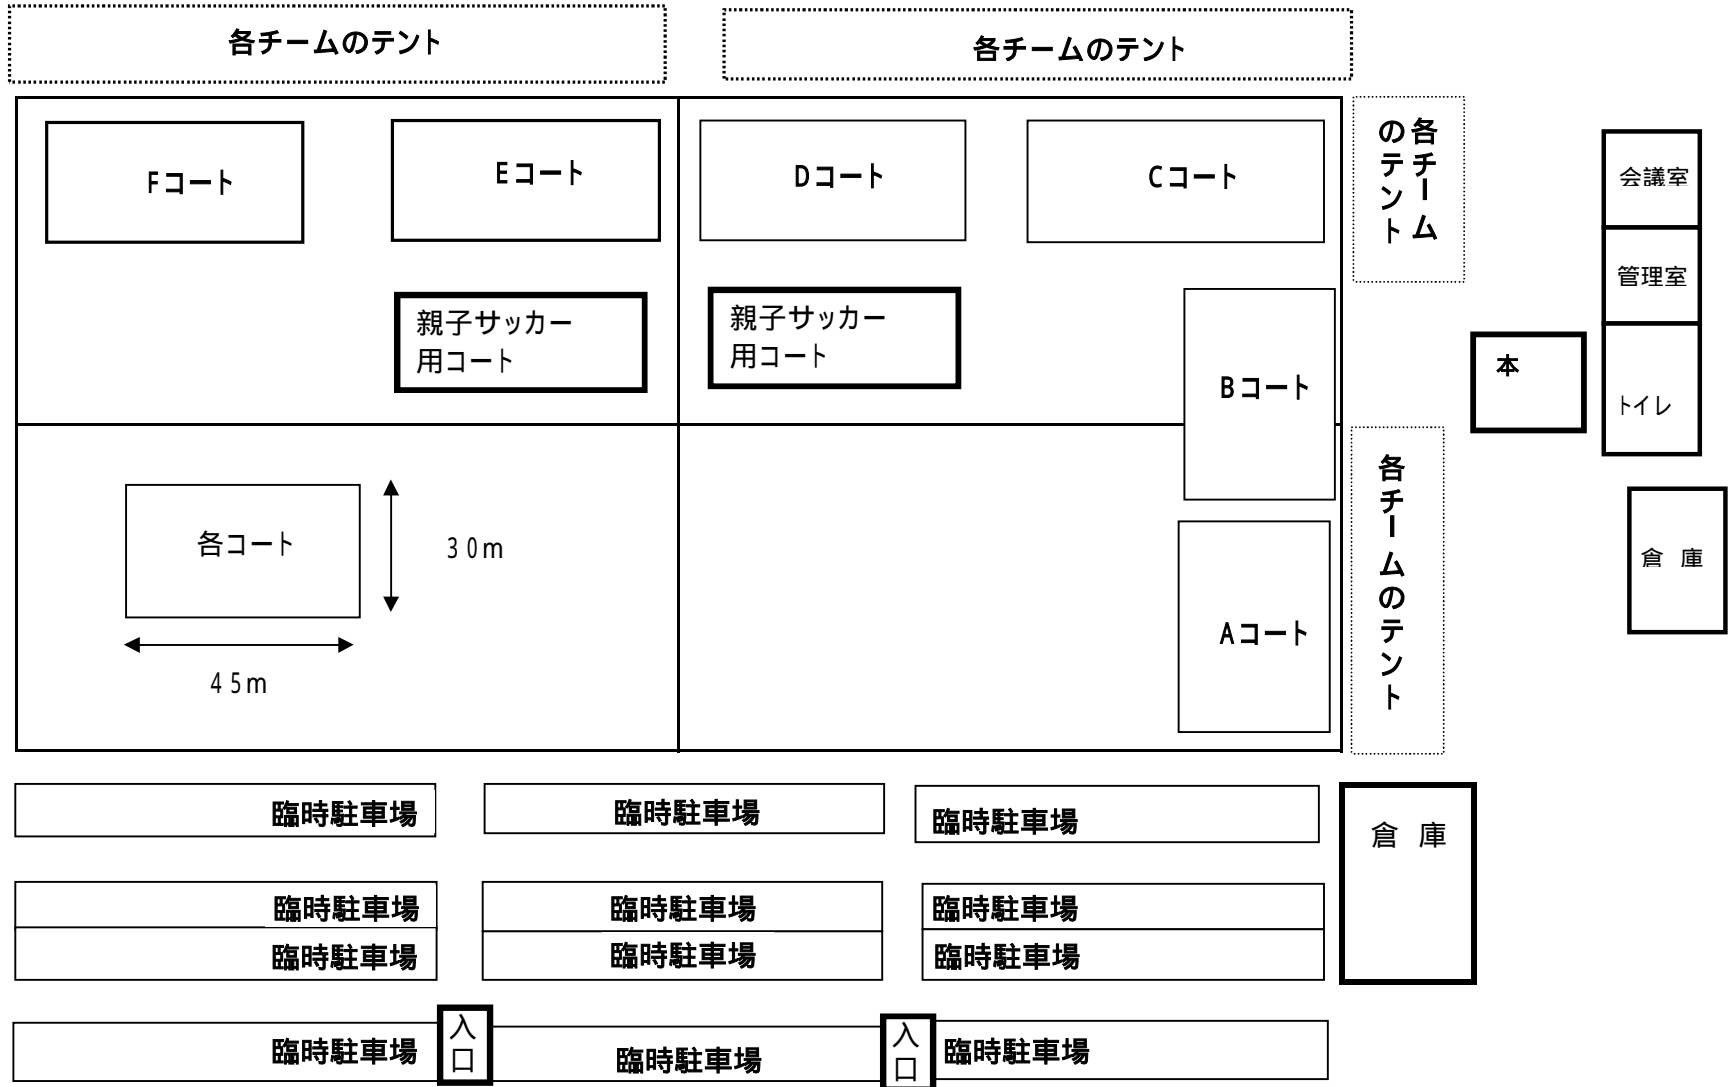 各チームのテント
各チームのテント
Fコート
Eコート
Dコート
Cコート
各チーム
のテント
会議室
管理室
トイレ
本
親子サッカー
用コート
親子サッカー
用コート
Bコート
各コート
30m
45m
Aコート
各チームのテント
倉 庫
臨時駐車場
臨時駐車場
臨時駐車場
倉 庫
臨時駐車場
臨時駐車場
臨時駐車場
臨時駐車場
臨時駐車場
臨時駐車場
臨時駐車場
入
口
臨時駐車場
入
口
臨時駐車場